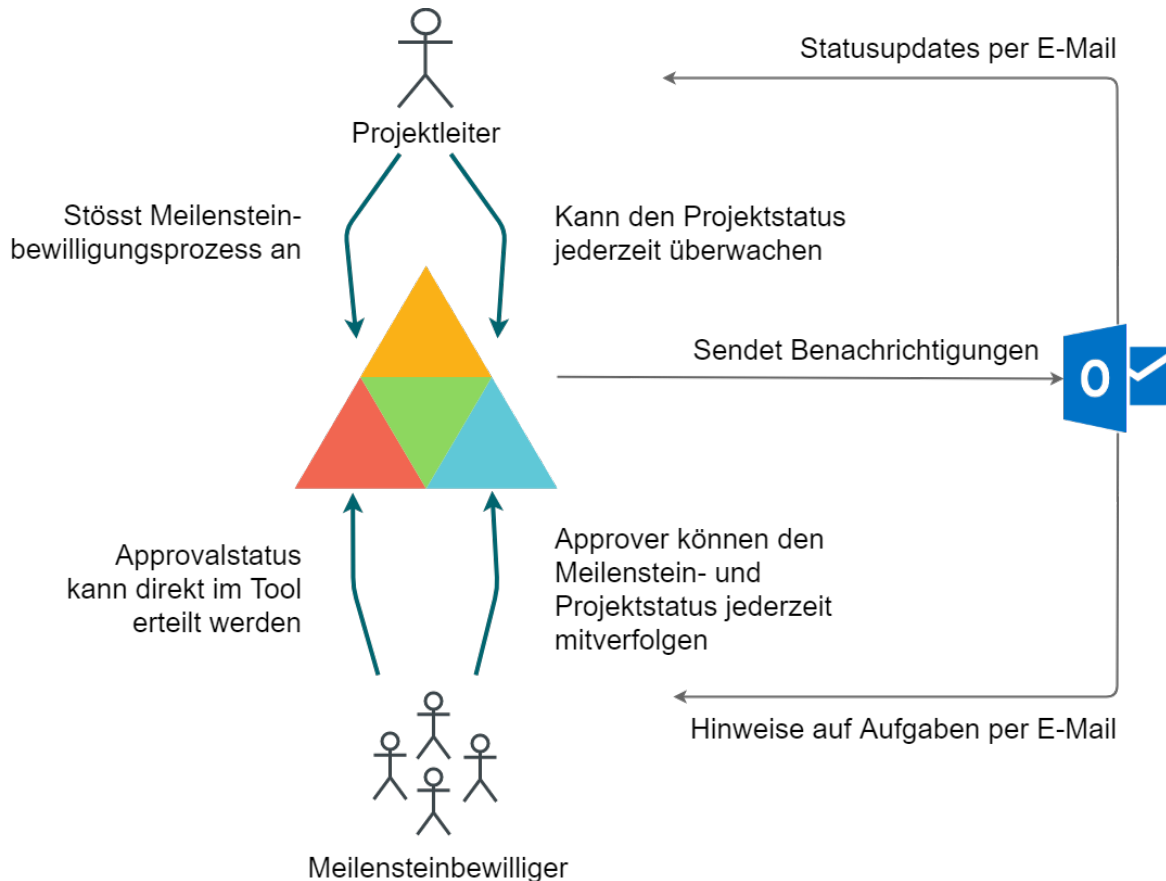 Statusupdates per E-Mail
Projektleiter
Stösst Meilenstein-
bewilligungsprozess an
Kann den Projektstatus
jederzeit überwachen
Sendet Benachrichtigungen
O
Approvalstatus
kann direkt im Tool
erteilt werden
Approver können den
Meilenstein- und
Projektstatus jederzeit
mitverfolgen
Hinweise auf Aufgaben per E-Mail
Meilensteinbewilliger